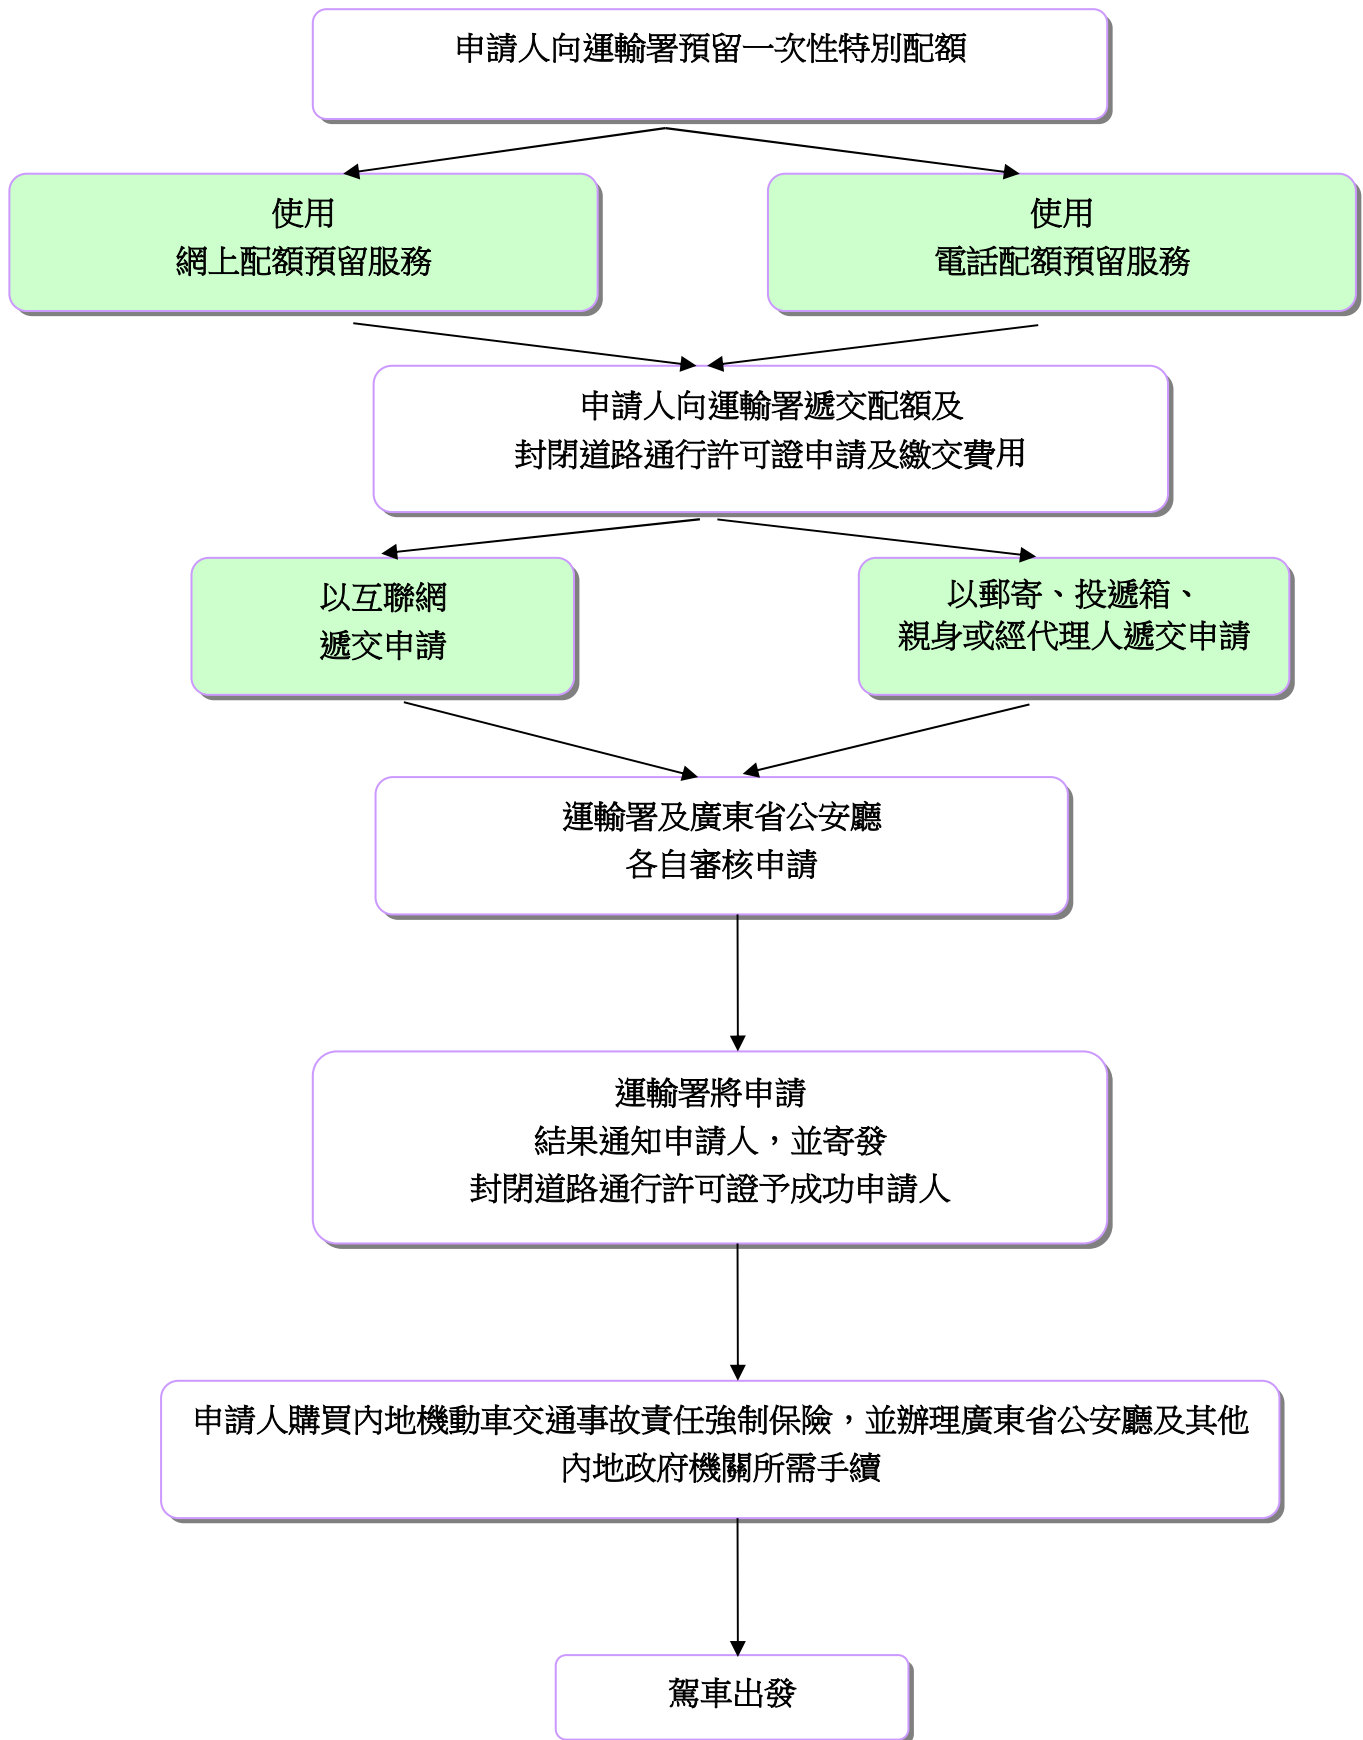 申請人向運輸署預留一次性特別配額
使用
網上配額預留服務
使用
電話配額預留服務
申請人向運輸署遞交配額及
封閉道路通行許可證申請及繳交費用
以互聯網
遞交申請
以郵寄、投遞箱、
親身或經代理人遞交申請
運輸署及廣東省公安廳
各自審核申請
運輸署將申請
結果通知申請人，並寄發
封閉道路通行許可證予成功申請人
申請人購買內地機動車交通事故責任強制保險，並辦理廣東省公安廳及其他
內地政府機關所需手續
駕車出發